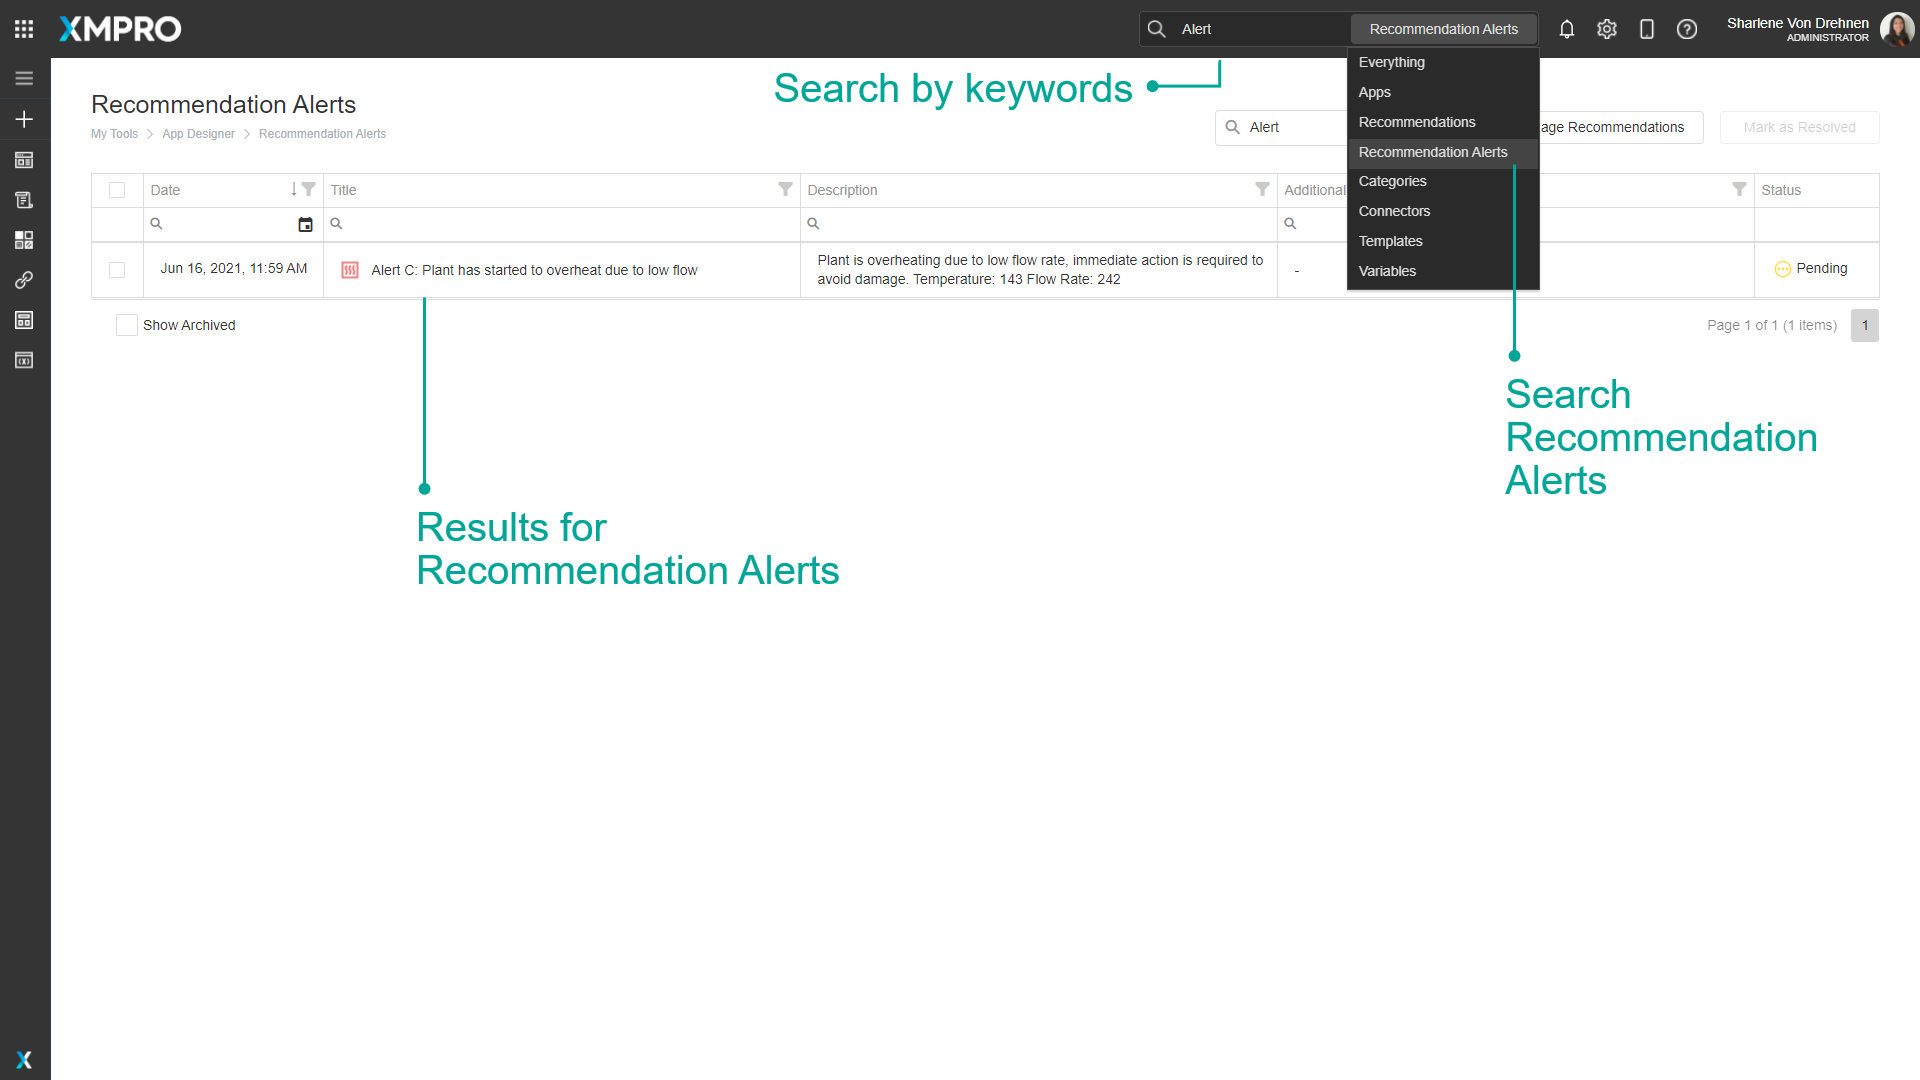 XMPRO
Alert
Recommendation Alerts
Sharlene Von Drehnen
ADMINISTRATOR
Everything
Apps
Recommendations
Recommendation Alerts
Categories
Connectors
Templates
Variables
Search by keywords
Recommendation Alerts
My Tools > App Designer > Recommendation Alerts
Alert
age Recommendations
Mark as Resolved
Date
Title
Description
Additional
Status
Jun 16, 2021, 11:59 AM
Alert C: Plant has started to overheat due to low flow
Plant is overheating due to low flow rate, immediate action is required to
avoid damage. Temperature: 143 Flow Rate: 242
-
Pending
Show Archived
Page 1 of 1 (1 items)
1
Search
Recommendation
Alerts
Results for
Recommendation Alerts